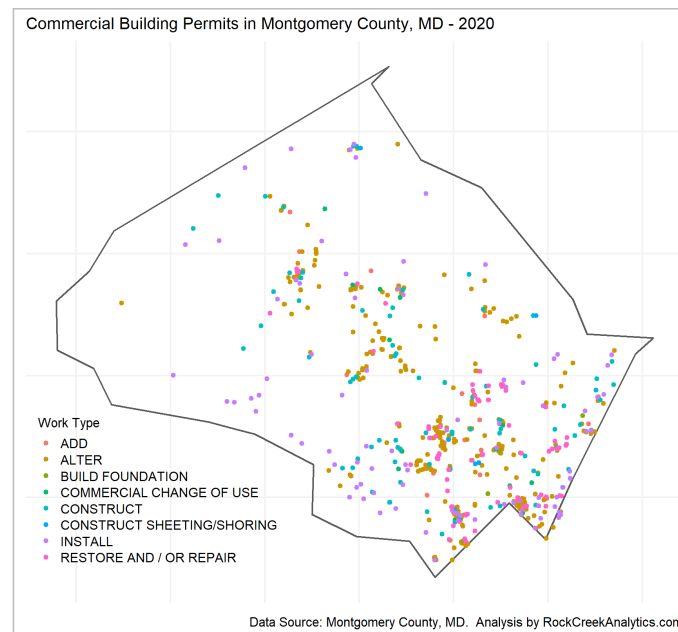 Commercial Building Permits in Montgomery County, MD - 2020
Work Type
ADD
ALTER
BUILD FOUNDATION
COMMERCIAL CHANGE OF USE
CONSTRUCT
CONSTRUCT SHEETING/SHORING
INSTALL
RESTORE AND / OR REPAIR
Data Source: Montgomery County, MD. Analysis by RockCreekAnalytics.com